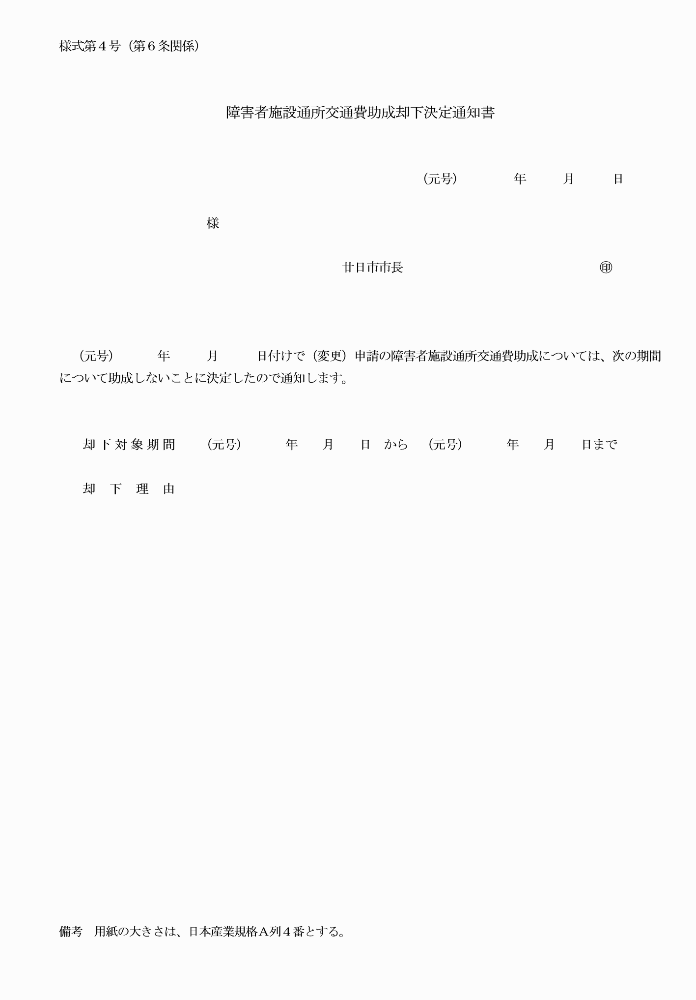 様式第４号（第６条関係）
障害者施設通所交通費助成却下決定通知書
（元号）　　　　年　　　月　　　日
様
廿日市市長　　　　　　　　　　　　　　　　㊞
（元号）　　　年　　　月　　　日付けで（変更）申請の障害者施設通所交通費助成については、次の期間
について助成しないことに決定したので通知します。
却下対象期間　　（元号）　　　年　　月　　日　から　（元号）　　　年　　月　　日まで
却　下　理　由
備考　用紙の大きさは、日本産業規格Ａ列４番とする。